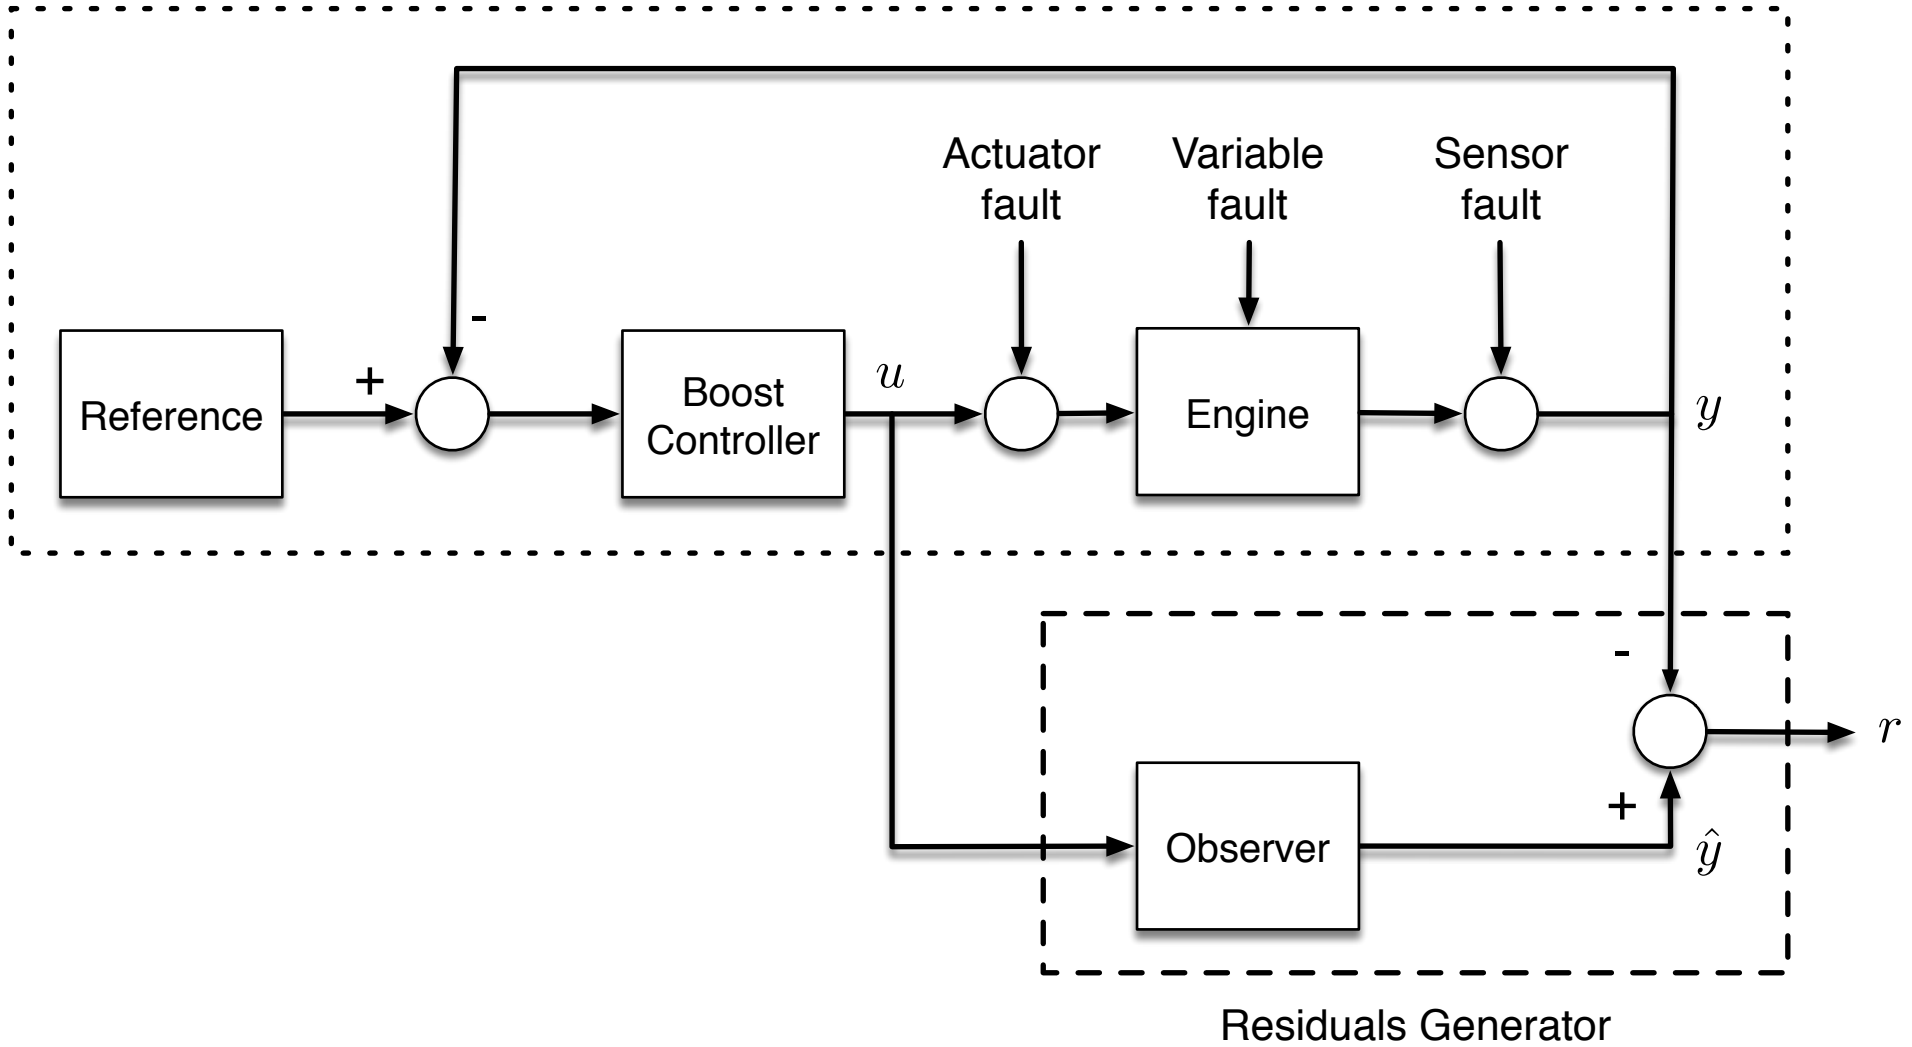 Actuator
fault
Variable
fault
Sensor
fault
-
+
Reference
Boost
Controller
u
Engine
y
-
r
+
Observer
ŷ
Residuals Generator